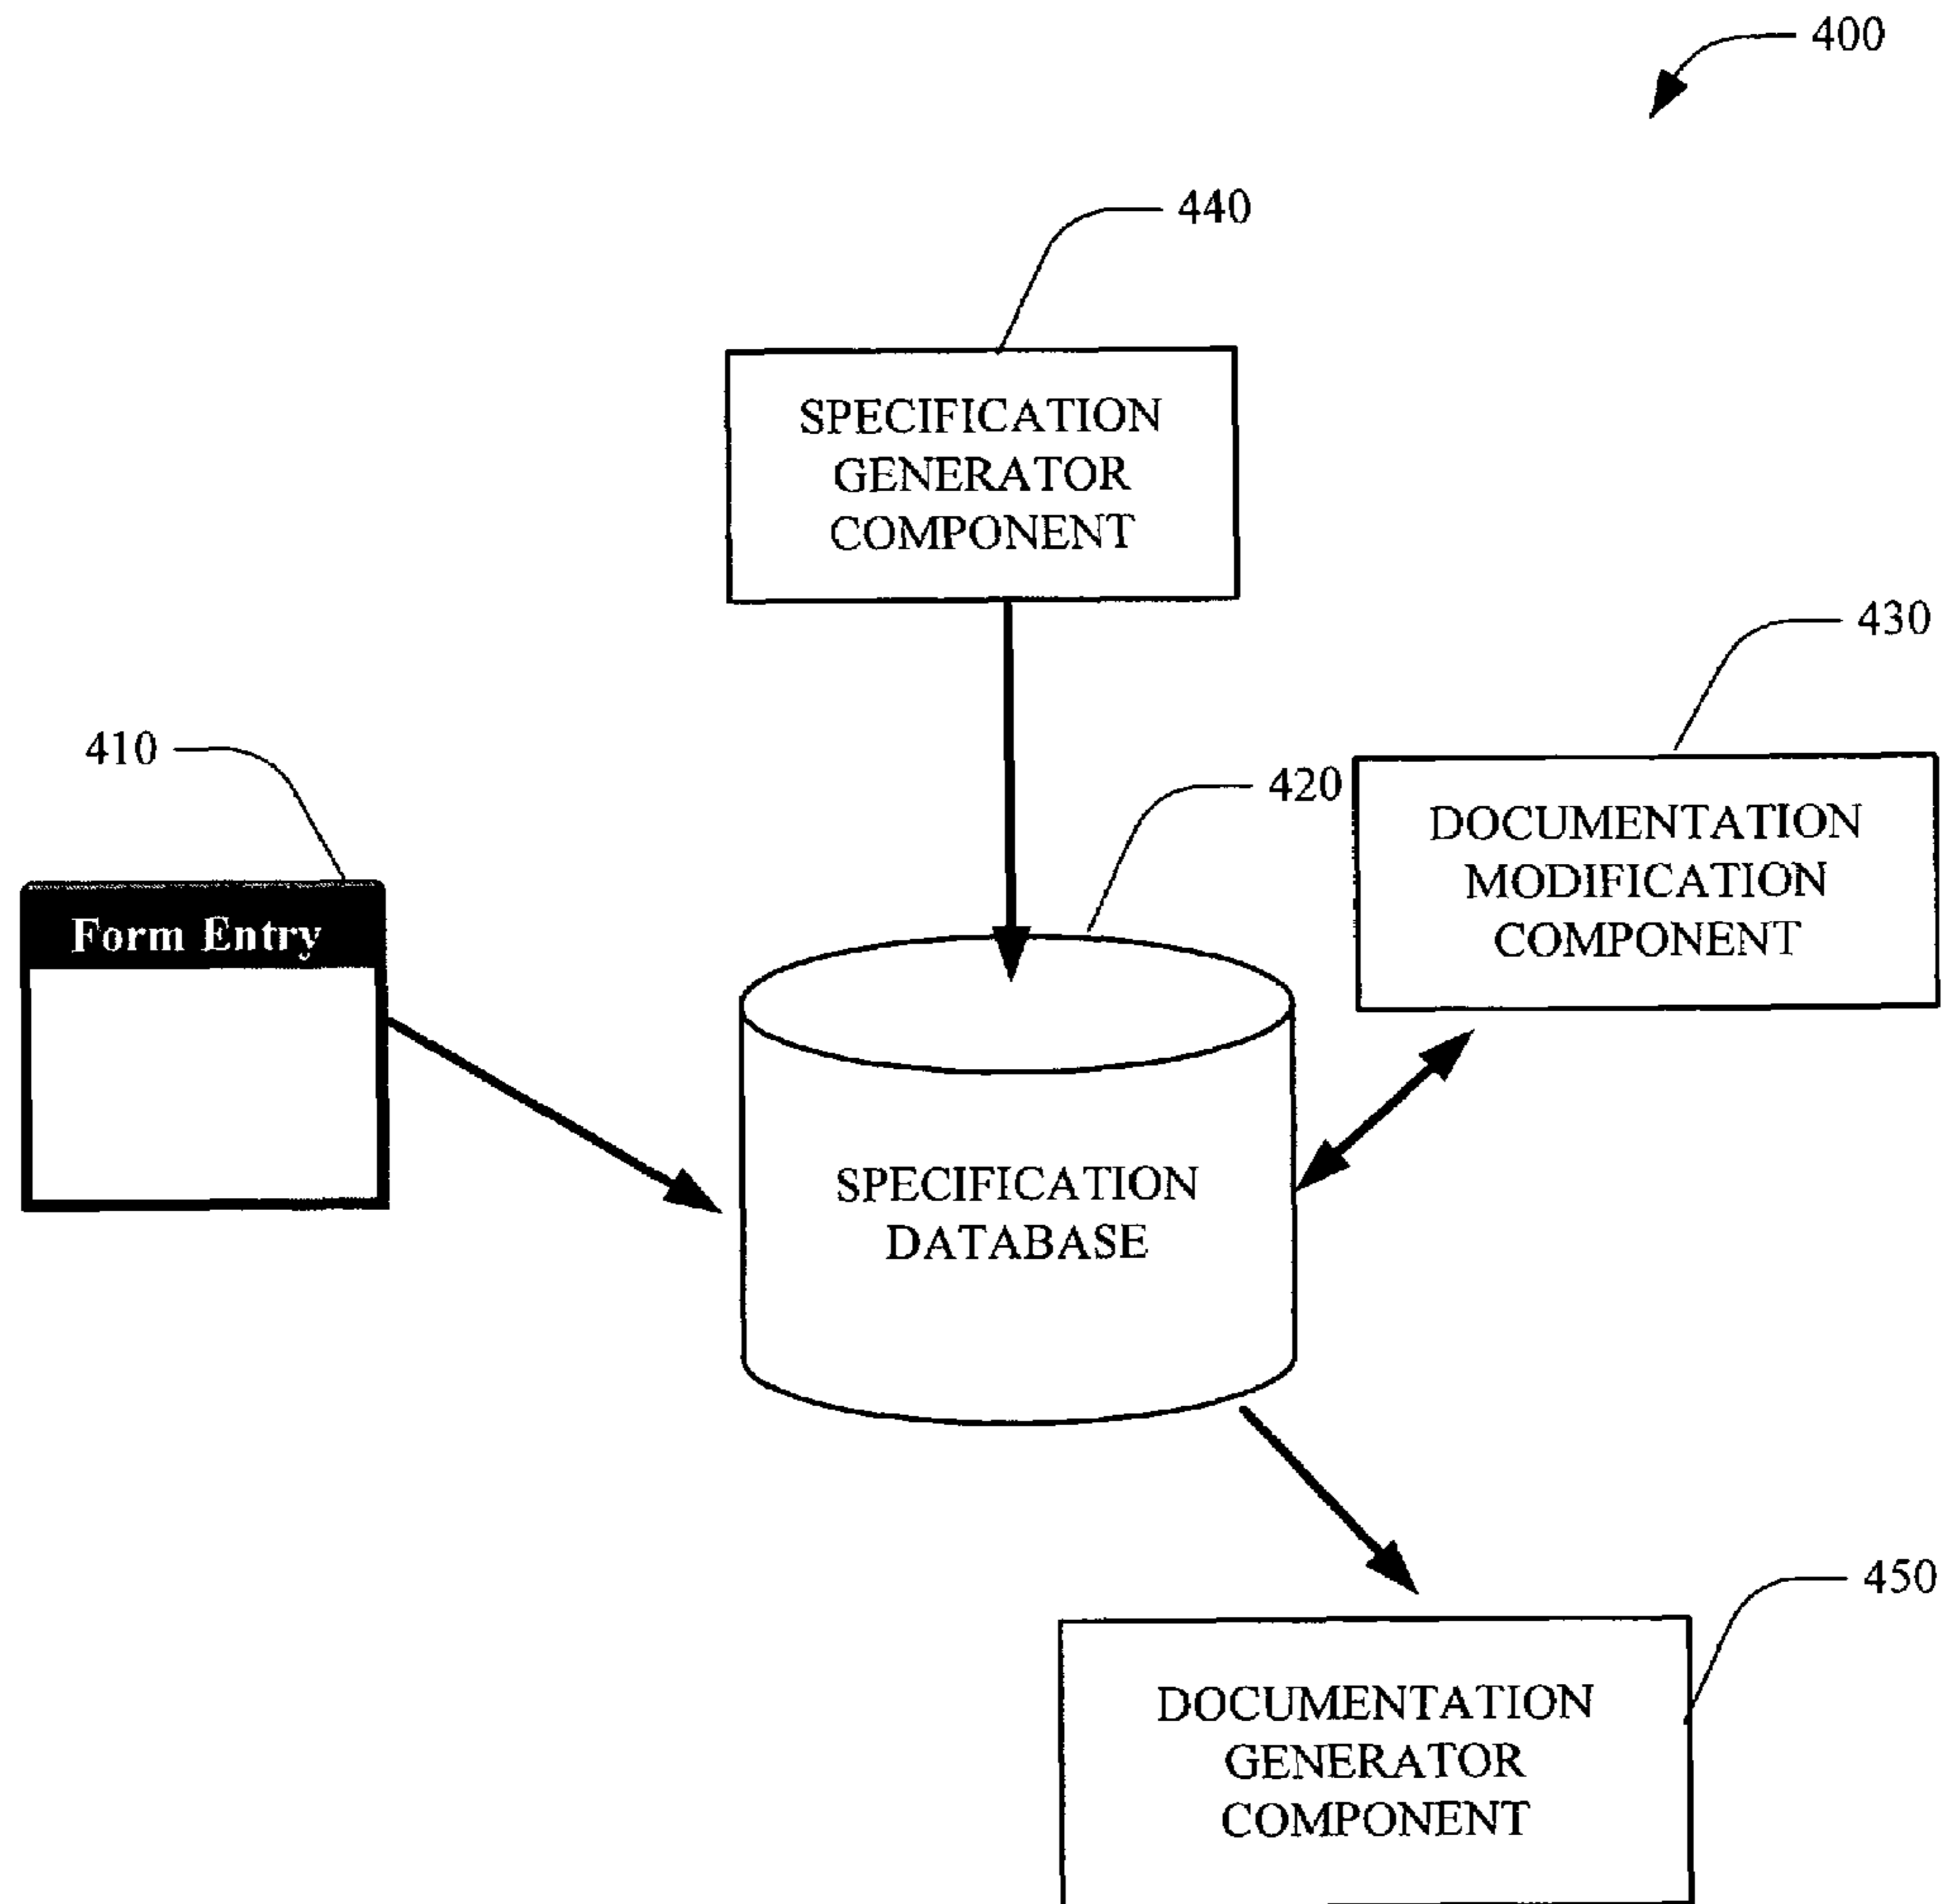 400
440
SPECIFICATION
GENERATOR
COMPONENT
430
410
420
DOCUMENTATION
MODIFICATION
COMPONENT
Form Entry
SPECIFICATION
DATABASE
450
DOCUMENTATION
GENERATOR
COMPONENT